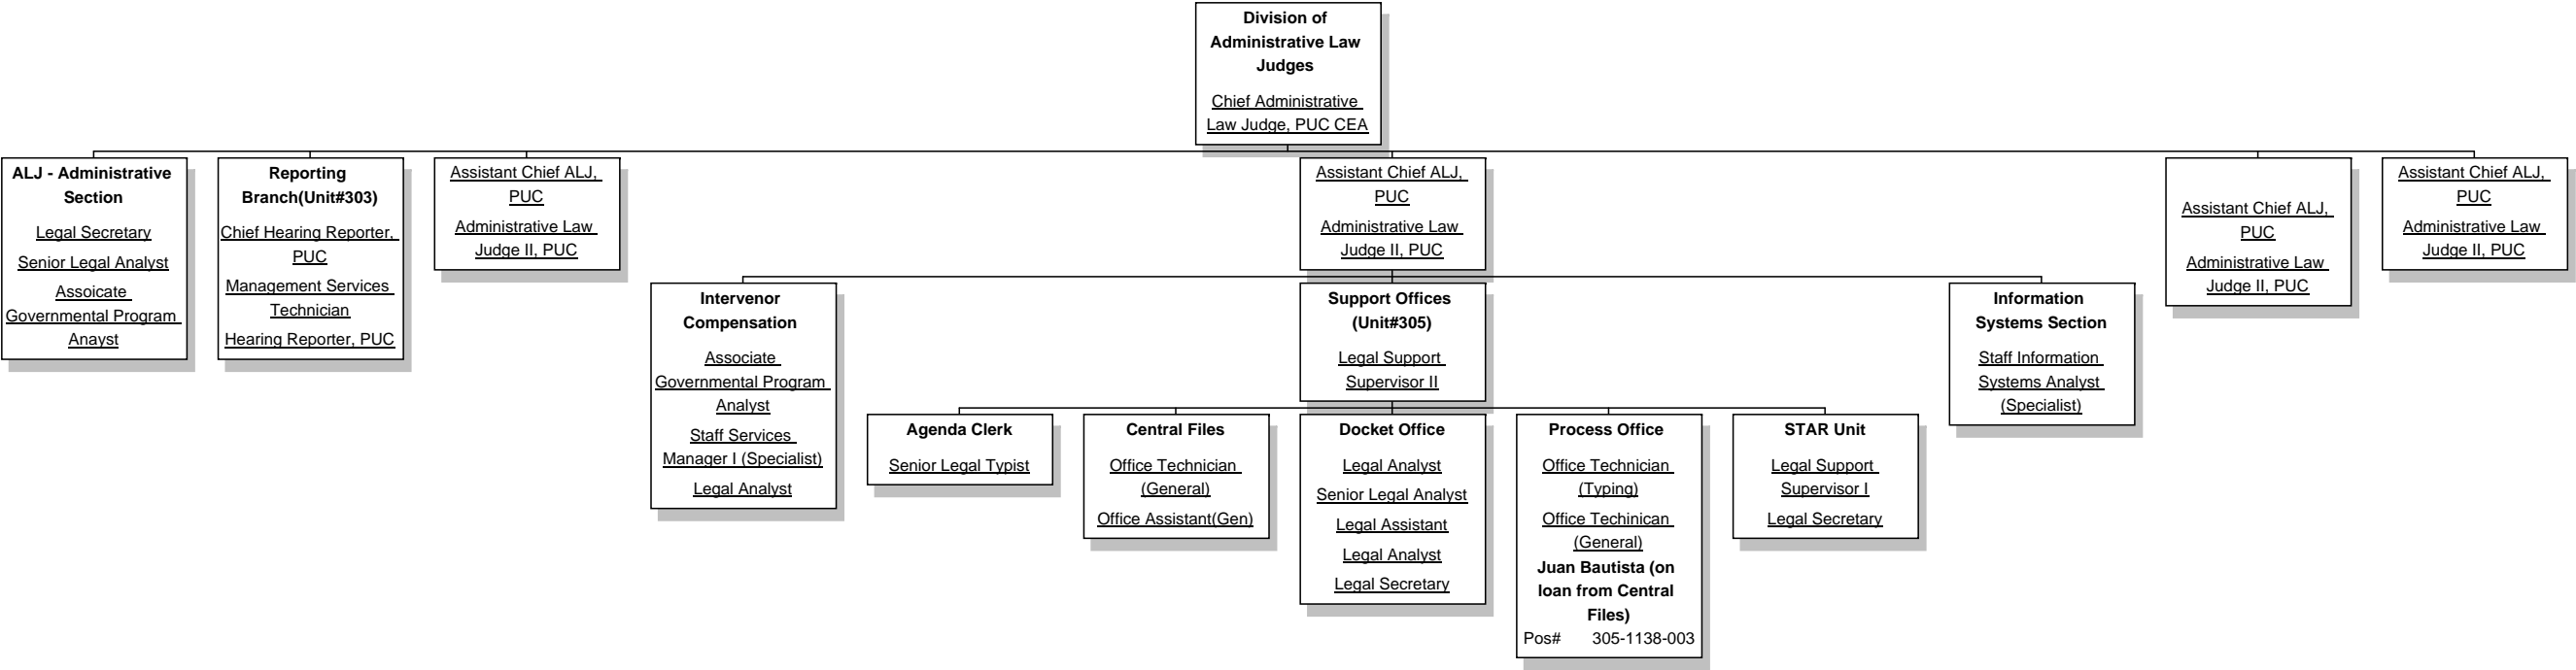 Division of
Administrative Law
Judges
Chief Administrative
Law Judge, PUC CEA
ALJ - Administrative
Section
Legal Secretary
Senior Legal Analyst
Assoicate
Governmental Program
Anayst
Reporting
Branch(Unit#303)
Chief Hearing Reporter,
PUC
Management Services
Technician
Hearing Reporter, PUC
Assistant Chief ALJ,
PUC
Administrative Law
Judge II, PUC
Assistant Chief ALJ,
PUC
Administrative Law
Judge II, PUC
Assistant Chief ALJ,
PUC
Administrative Law
Judge II, PUC
Assistant Chief ALJ,
PUC
Administrative Law
Judge II, PUC
Intervenor
Compensation
Associate
Governmental Program
Analyst
Staff Services
Manager I (Specialist)
Legal Analyst
Support Offices
(Unit#305)
Legal Support
Supervisor II
Information
Systems Section
Staff Information
Systems Analyst
(Specialist)
Agenda Clerk
Senior Legal Typist
Central Files
Office Technician
(General)
Office Assistant(Gen)
Docket Office
Legal Analyst
Senior Legal Analyst
Legal Assistant
Legal Analyst
Legal Secretary
Process Office
Office Technician
(Typing)
Office Techinican
(General)
Juan Bautista (on
loan from Central
Files)
Pos# 305-1138-003
STAR Unit
Legal Support
Supervisor I
Legal Secretary